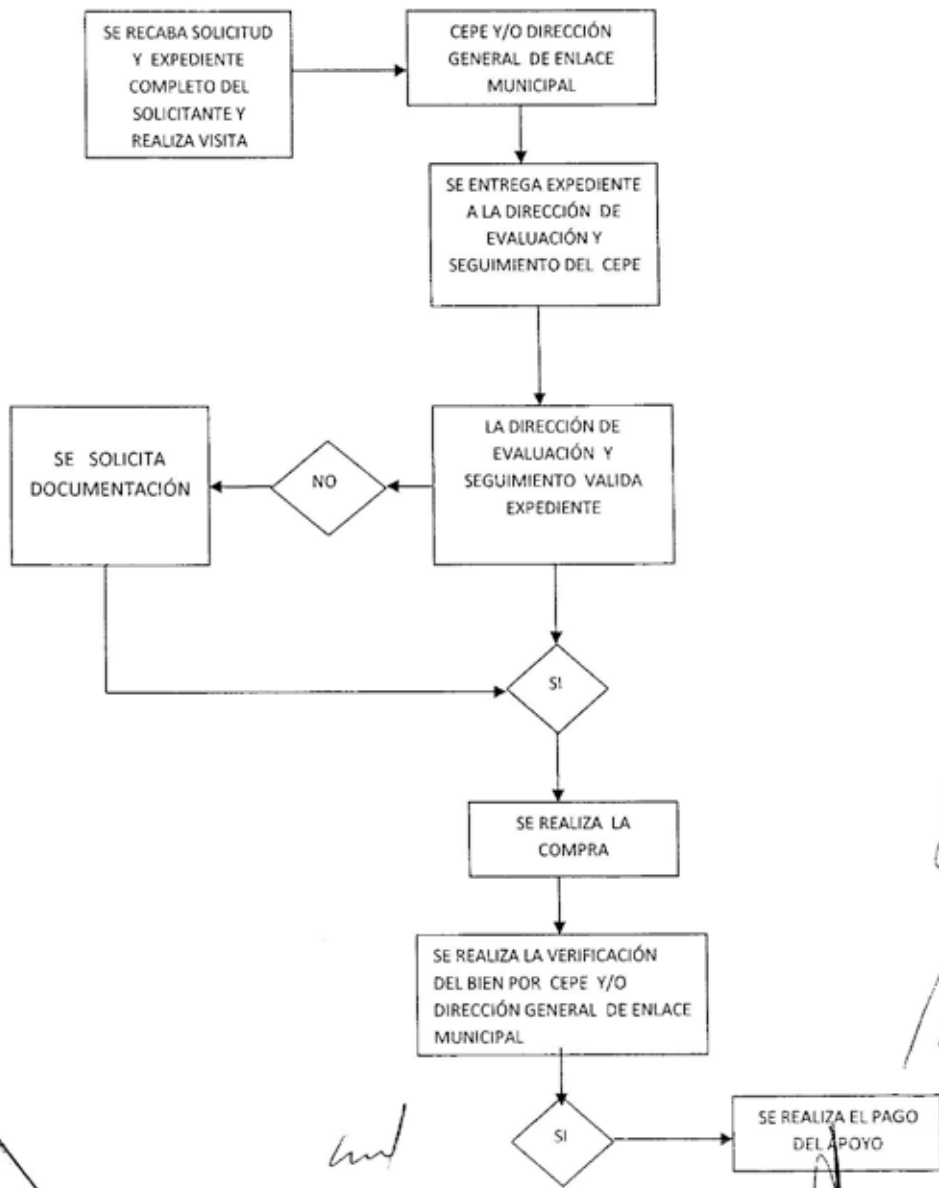 SE RECABA SOLICITUD
Y EXPEDIENTE
COMPLETO DEL
SOLICITANTE Y
REALIZA VISITA
CEPE Y/O DIRECCIÓN
GENERAL DE ENLACE
MUNICIPAL
SE ENTREGA EXPEDIENTE
A LA DIRECCIÓN DE
EVALUACIÓN Y
SEGUIMIENTO DEL CEPE
LA DIRECCIÓN DE
EVALUACIÓN Y
SEGUIMIENTO VALIDA
EXPEDIENTE
NO
SE SOLICITA
DOCUMENTACIÓN
SI
SE REALIZA LA
COMPRA
SE REALIZA LA VERIFICACIÓN
DEL BIEN POR CEPE Y/O
DIRECCIÓN GENERAL DE ENLACE
MUNICIPAL
SI
SE REALIZA EL PAGO
DEL APOYO